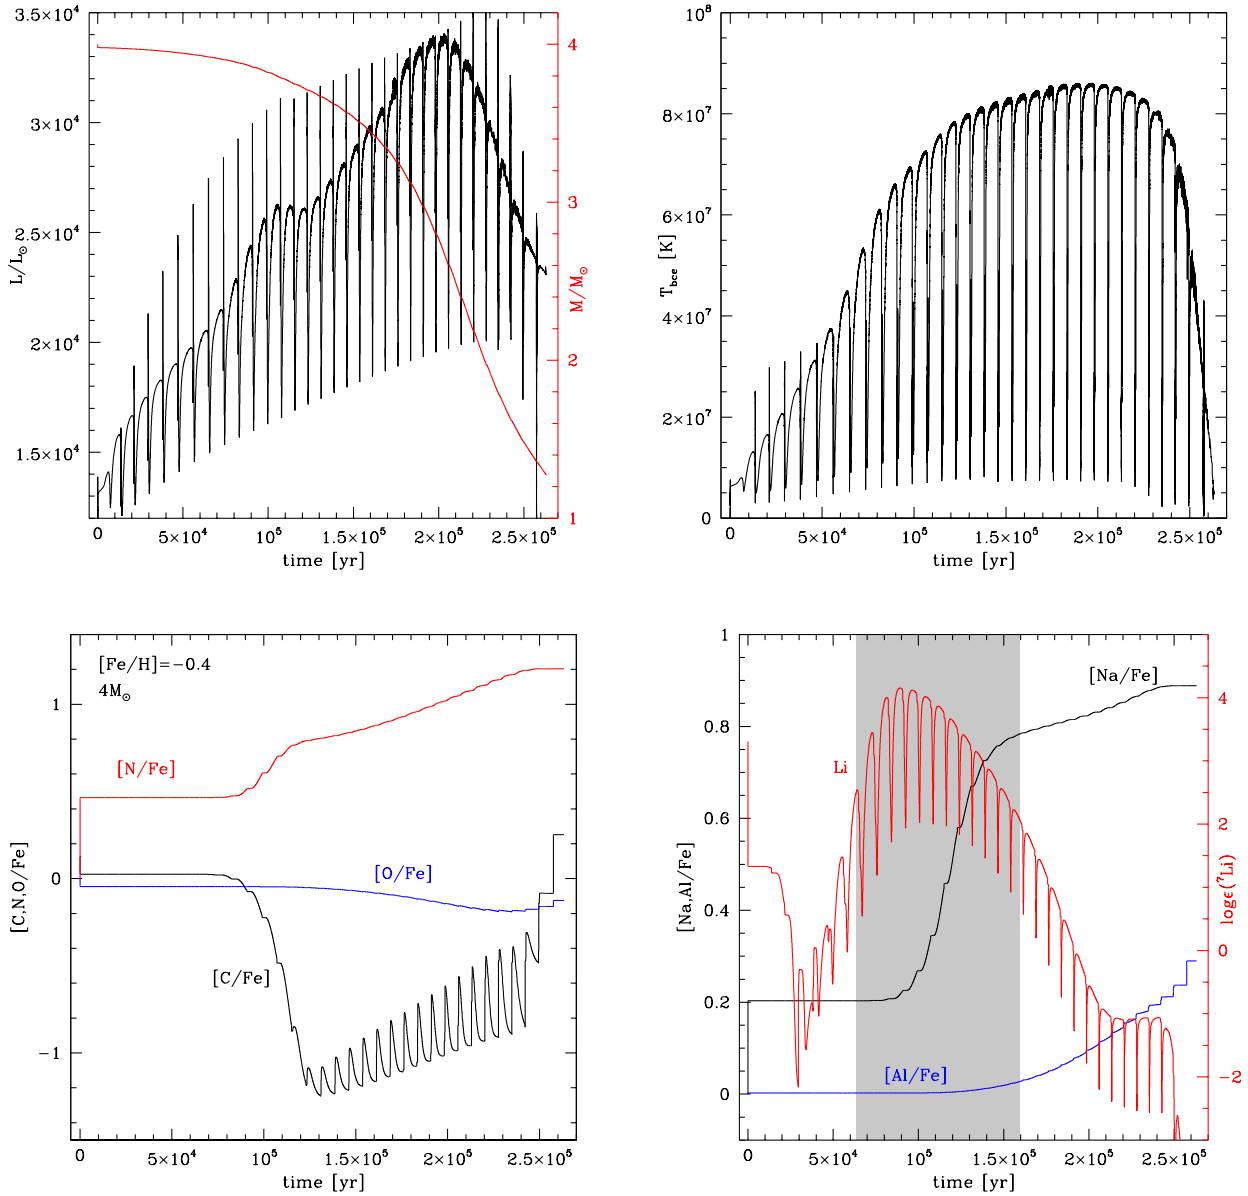 3.5×10⁴
3×10⁴
2.5×10⁴
2×10⁴
1.5×10⁴
L/L☉
4
3
2
1
M/M☉
0
5×10⁴
10⁵
1.5×10⁵
2×10⁵
2.5×10⁵
time [yr]
10⁸
8×10⁷
6×10⁷
4×10⁷
2×10⁷
0
T_bce [K]
0
5×10⁴
10⁵
1.5×10⁵
2×10⁵
2.5×10⁵
time [yr]
[Fe/H]=−0.4
4M☉
[N/Fe]
[O/Fe]
[C/Fe]
1
0
−1
[C,N,O/Fe]
0
5×10⁴
10⁵
1.5×10⁵
2×10⁵
2.5×10⁵
time [yr]
[Na/Fe]
Li
[Al/Fe]
1
0.8
0.6
0.4
0.2
0
[Na,Al/Fe]
4
2
0
−2
logε(⁷Li)
0
5×10⁴
10⁵
1.5×10⁵
2×10⁵
2.5×10⁵
time [yr]